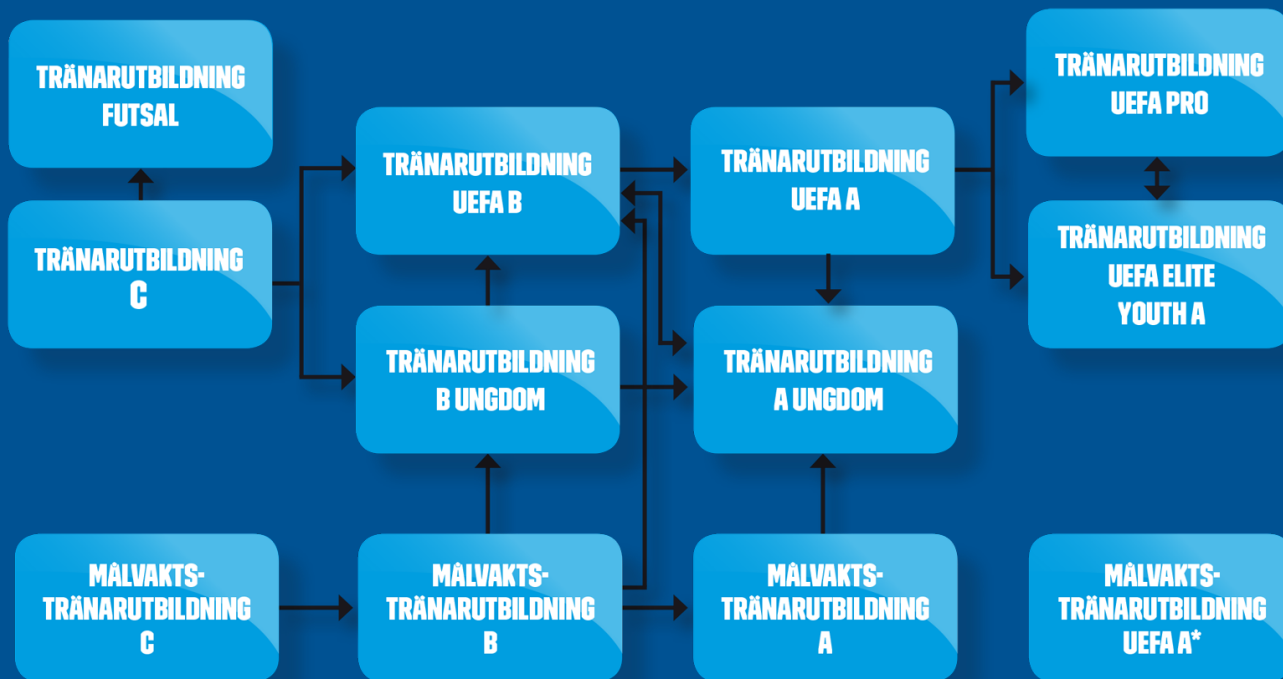 TRÄNARUTBILDNING
FUTSAL
TRÄNARUTBILDNING
C
TRÄNARUTBILDNING
UEFA B
TRÄNARUTBILDNING
B UNGDOM
TRÄNARUTBILDNING
UEFA A
TRÄNARUTBILDNING
A UNGDOM
TRÄNARUTBILDNING
UEFA PRO
TRÄNARUTBILDNING
UEFA ELITE
YOUTH A
MÅLVAKTS-
TRÄNARUTBILDNING
C
MÅLVAKTS-
TRÄNARUTBILDNING
B
MÅLVAKTS-
TRÄNARUTBILDNING
A
MÅLVAKTS-
TRÄNARUTBILDNING
UEFA A*